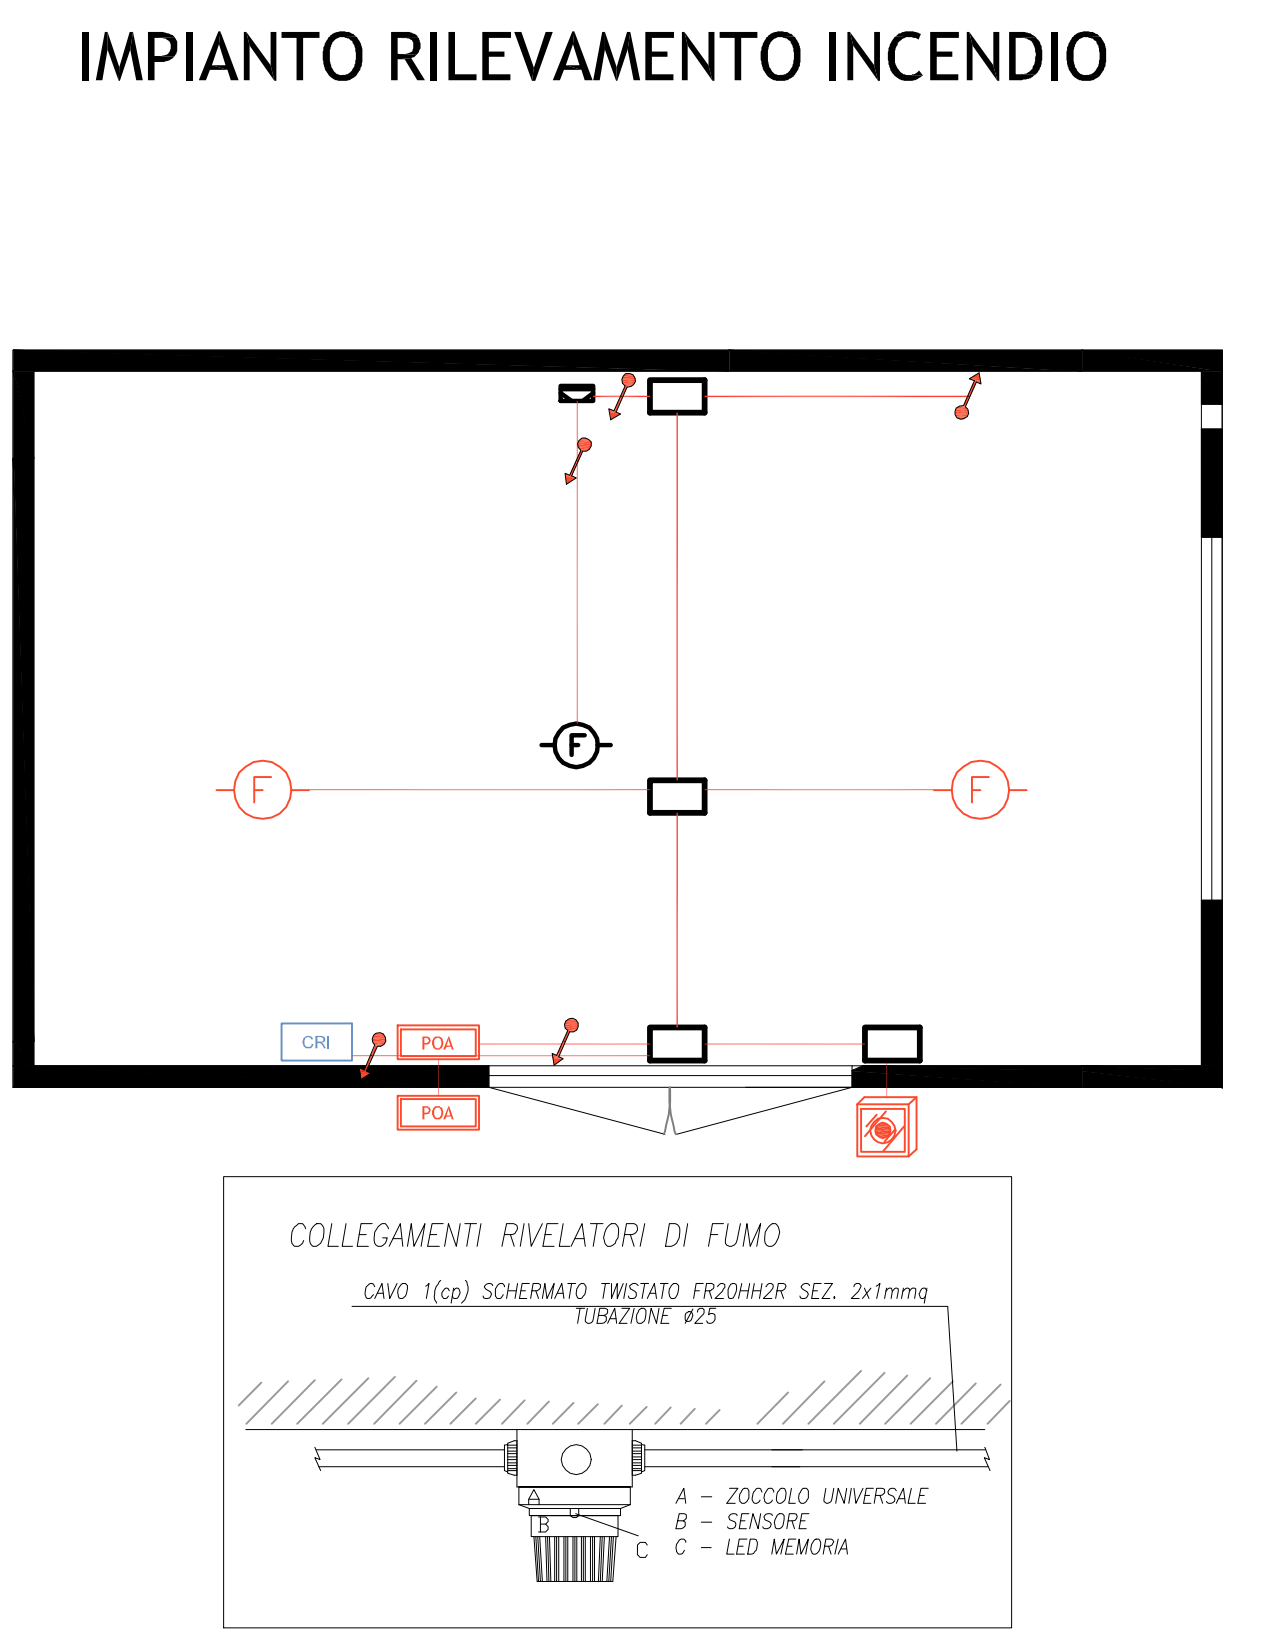 IMPIANTO RILEVAMENTO INCENDIO
F
F
F
CRI
POA
POA
COLLEGAMENTI RIVELATORI DI FUMO
CAVO 1(cp) SCHERMATO TWISTATO FR20HH2R SEZ. 2x1mmq
TUBAZIONE ø25
A
B
C
A - ZOCCOLO UNIVERSALE
B - SENSORE
C - LED MEMORIA